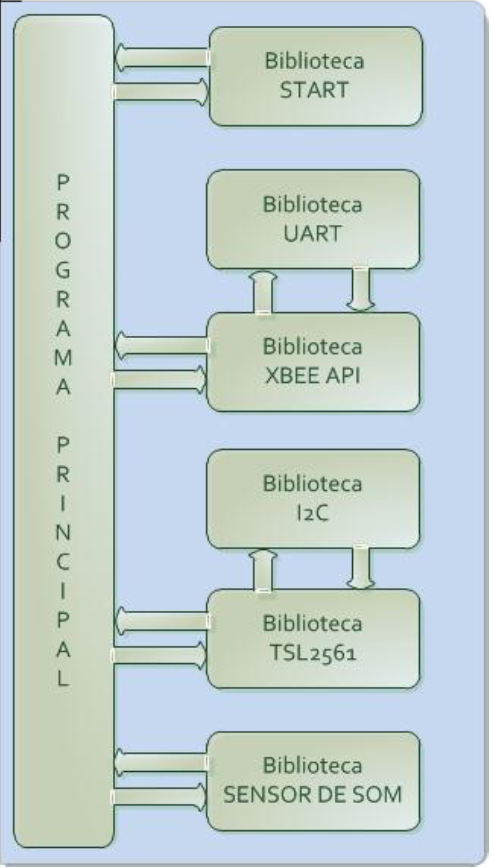 PROGRAMA PRINCIPAL
Biblioteca
START
Biblioteca
UART
Biblioteca
XBEE API
Biblioteca
I2C
Biblioteca
TSL2561
Biblioteca
SENSOR DE SOM